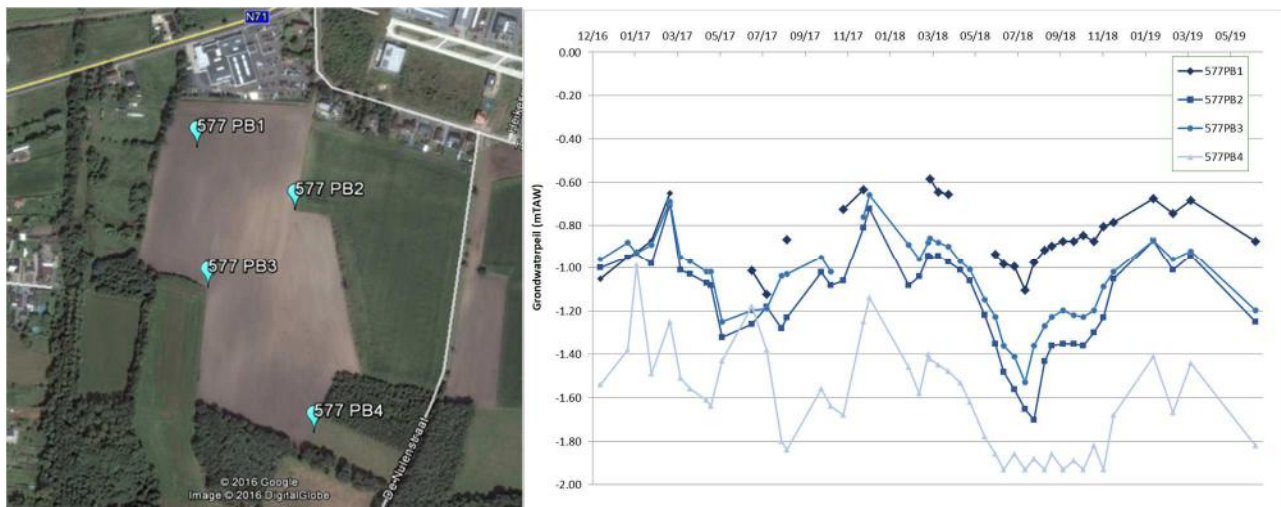 N71
577 PB1
577 PB2
577 PB3
577 PB4
De-Nulenstraat
© 2016 Google
Image © 2016 DigitalGlobe
12/16 01/17 03/17 05/17 07/17 09/17 11/17 01/18 03/18 05/18 07/18 09/18 11/18 01/19 03/19 05/19
0.00
-0.20
-0.40
-0.60
-0.80
-1.00
-1.20
-1.40
-1.60
-1.80
-2.00
Grondwaterpeil (mTAW)
577PB1
577PB2
577PB3
577PB4